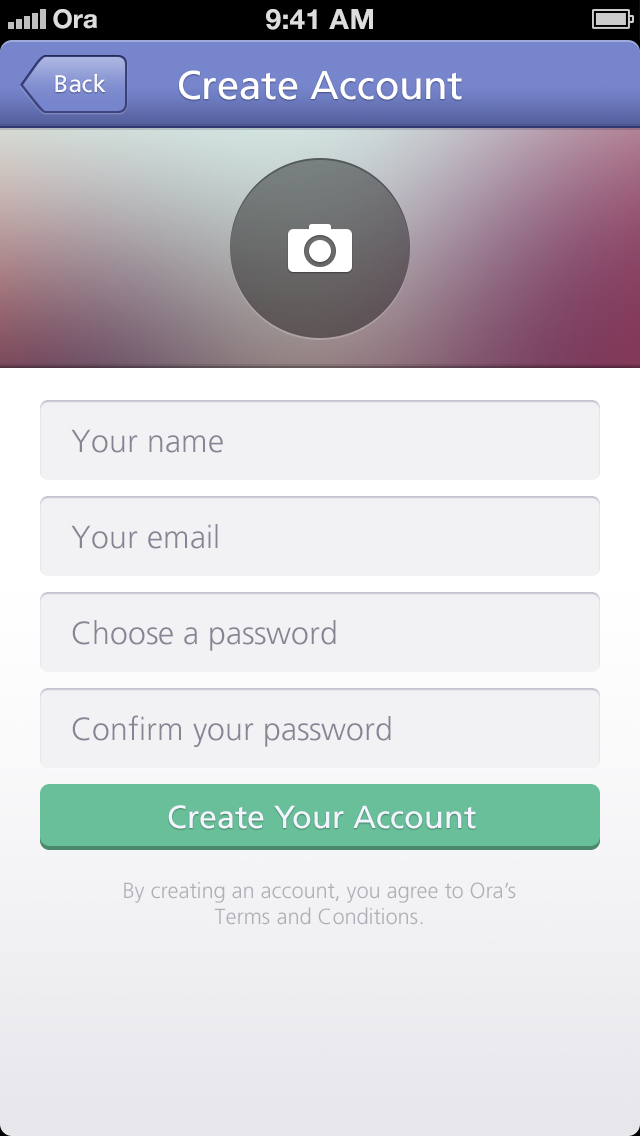 Ora 9:41 AM
Back Create Account
Your name
Your email
Choose a password
Confirm your password
Create Your Account
By creating an account, you agree to Ora’s
Terms and Conditions.